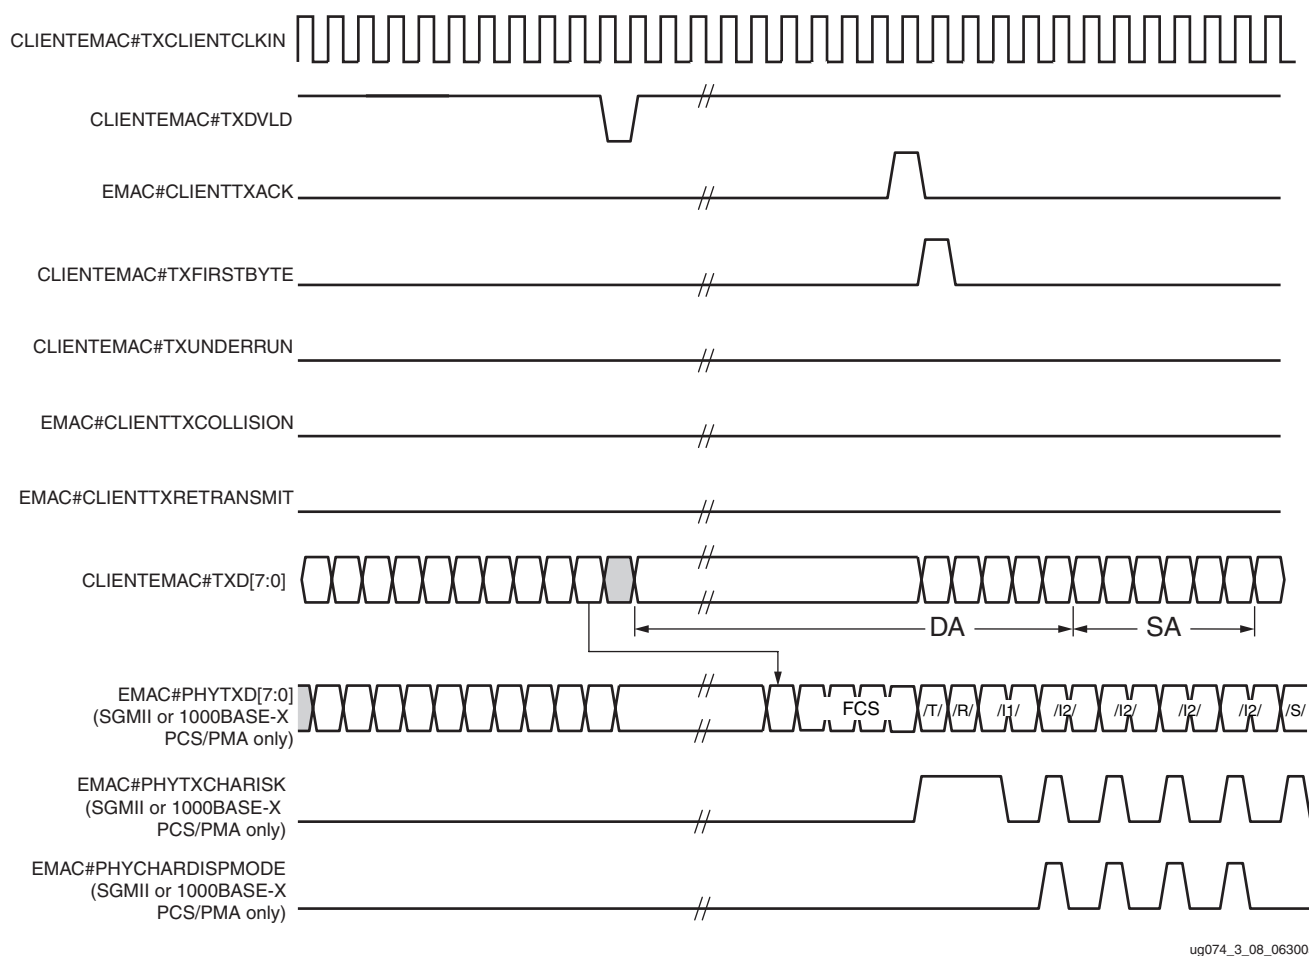 CLIENTEMAC#TXCLIENTCLKIN
CLIENTEMAC#TXDVLD
EMAC#CLIENTTXACK
CLIENTEMAC#TXFIRSTBYTE
CLIENTEMAC#TXUNDERRUN
EMAC#CLIENTTXCOLLISION
EMAC#CLIENTTXRETRANSMIT
CLIENTEMAC#TXD[7:0]
DA
SA
EMAC#PHYTXD[7:0]
(SGMII or 1000BASE-X
PCS/PMA only)
FCS
/T/
/R/
/I1/
/I2/
/I2/
/I2/
/I2/
/S/
EMAC#PHYTXCHARISK
(SGMII or 1000BASE-X
PCS/PMA only)
EMAC#PHYCHARDISPMODE
(SGMII or 1000BASE-X
PCS/PMA only)
ug074_3_08_06300